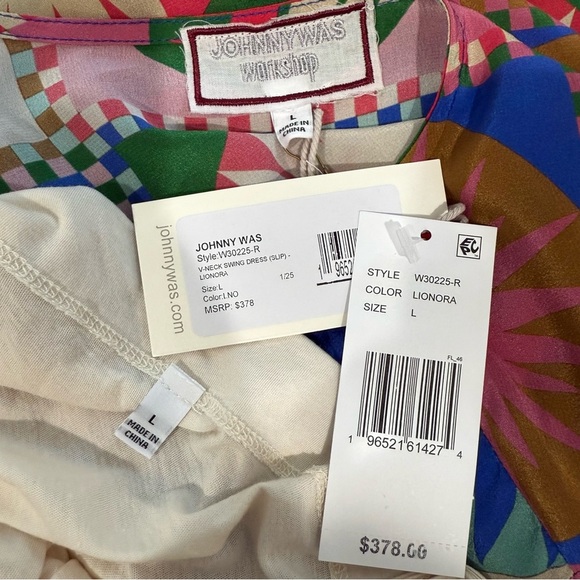 JOHNNY WAS
workshop
L
MADE IN
CHINA
johnnywas.com
JOHNNY WAS
Style:W30225-R
V-NECK SWING DRESS (SLIP) -
LIONORA
1/25
Size:L
Color:LNO
MSRP: $378
1 96521
STYLE W30225-R
COLOR LIONORA
SIZE L
FL_46
1 96521 61427 4
$378.00
L
MADE IN
CHINA